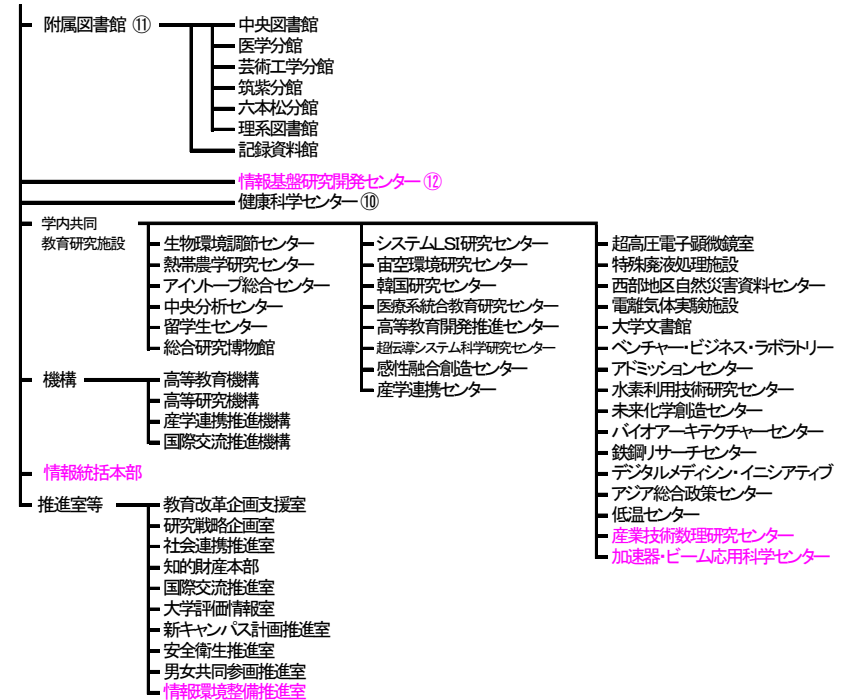 附属図書館 ⑪
中央図書館
医学分館
芸術工学分館
筑紫分館
六本松分館
理系図書館
記録資料館
情報基盤研究開発センター ⑫
健康科学センター ⑩
学内共同
教育研究施設
生物環境調節センター
熱帯農学研究センター
アイソトープ総合センター
中央分析センター
留学生センター
総合研究博物館
システムLSI研究センター
宙空環境研究センター
韓国研究センター
医療系統合教育研究センター
高等教育開発推進センター
超伝導システム科学研究センター
感性融合創造センター
産学連携センター
超高圧電子顕微鏡室
特殊廃液処理施設
西部地区自然災害資料センター
電離気体実験施設
大学文書館
ベンチャー・ビジネス・ラボラトリー
アドミッションセンター
水素利用技術研究センター
未来化学創造センター
バイオアーキテクチャーセンター
鉄鋼リサーチセンター
デジタルメディシン・イニシアティブ
アジア総合政策センター
低温センター
産業技術数理研究センター
加速器・ビーム応用科学センター
機構
高等教育機構
高等研究機構
産学連携推進機構
国際交流推進機構
情報統括本部
推進室等
教育改革企画支援室
研究戦略企画室
社会連携推進室
知的財産本部
国際交流推進室
大学評価情報室
新キャンパス計画推進室
安全衛生推進室
男女共同参画推進室
情報環境整備推進室